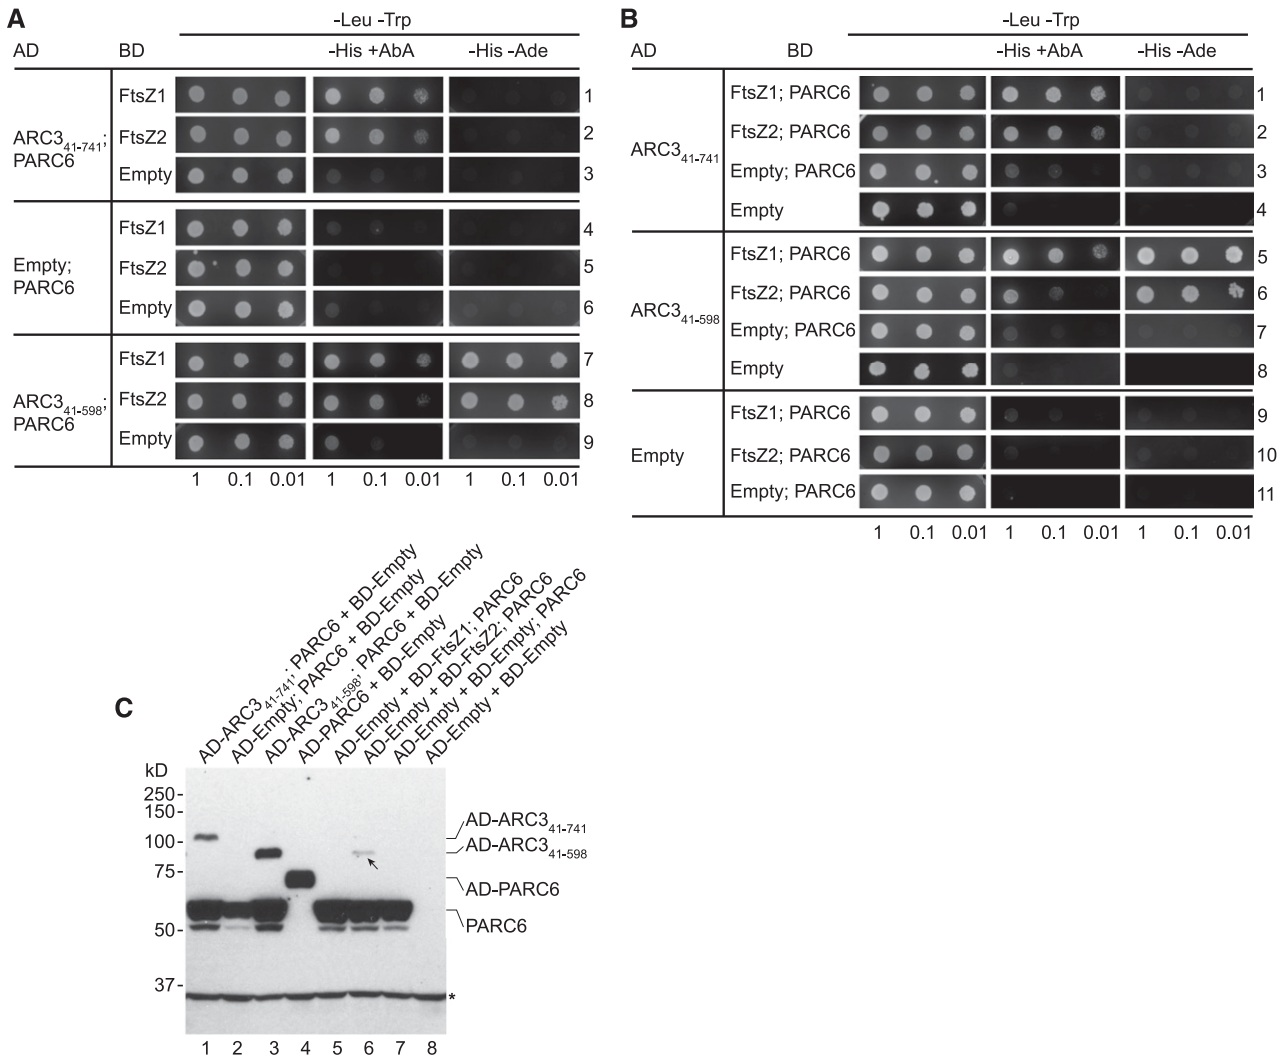 A
-Leu -Trp
AD BD -His +AbA -His -Ade
ARC341-741;
PARC6
FtsZ1 1
FtsZ2 2
Empty 3
Empty;
PARC6
FtsZ1 4
FtsZ2 5
Empty 6
ARC341-598;
PARC6
FtsZ1 7
FtsZ2 8
Empty 9
1 0.1 0.01 1 0.1 0.01 1 0.1 0.01
B
-Leu -Trp
AD BD -His +AbA -His -Ade
ARC341-741
FtsZ1; PARC6 1
FtsZ2; PARC6 2
Empty; PARC6 3
Empty 4
ARC341-598
FtsZ1; PARC6 5
FtsZ2; PARC6 6
Empty; PARC6 7
Empty 8
Empty
FtsZ1; PARC6 9
FtsZ2; PARC6 10
Empty; PARC6 11
1 0.1 0.01 1 0.1 0.01 1 0.1 0.01
C
AD-ARC341-741; PARC6 + BD-Empty
AD-Empty; PARC6 + BD-Empty
AD-ARC341-598; PARC6 + BD-Empty
AD-PARC6 + BD-Empty
AD-Empty + BD-FtsZ1; PARC6
AD-Empty + BD-FtsZ2; PARC6
AD-Empty + BD-Empty; PARC6
AD-Empty + BD-Empty
kD
250-
150-
100-
75-
50-
37-
AD-ARC341-741
AD-ARC341-598
AD-PARC6
PARC6
*
1 2 3 4 5 6 7 8